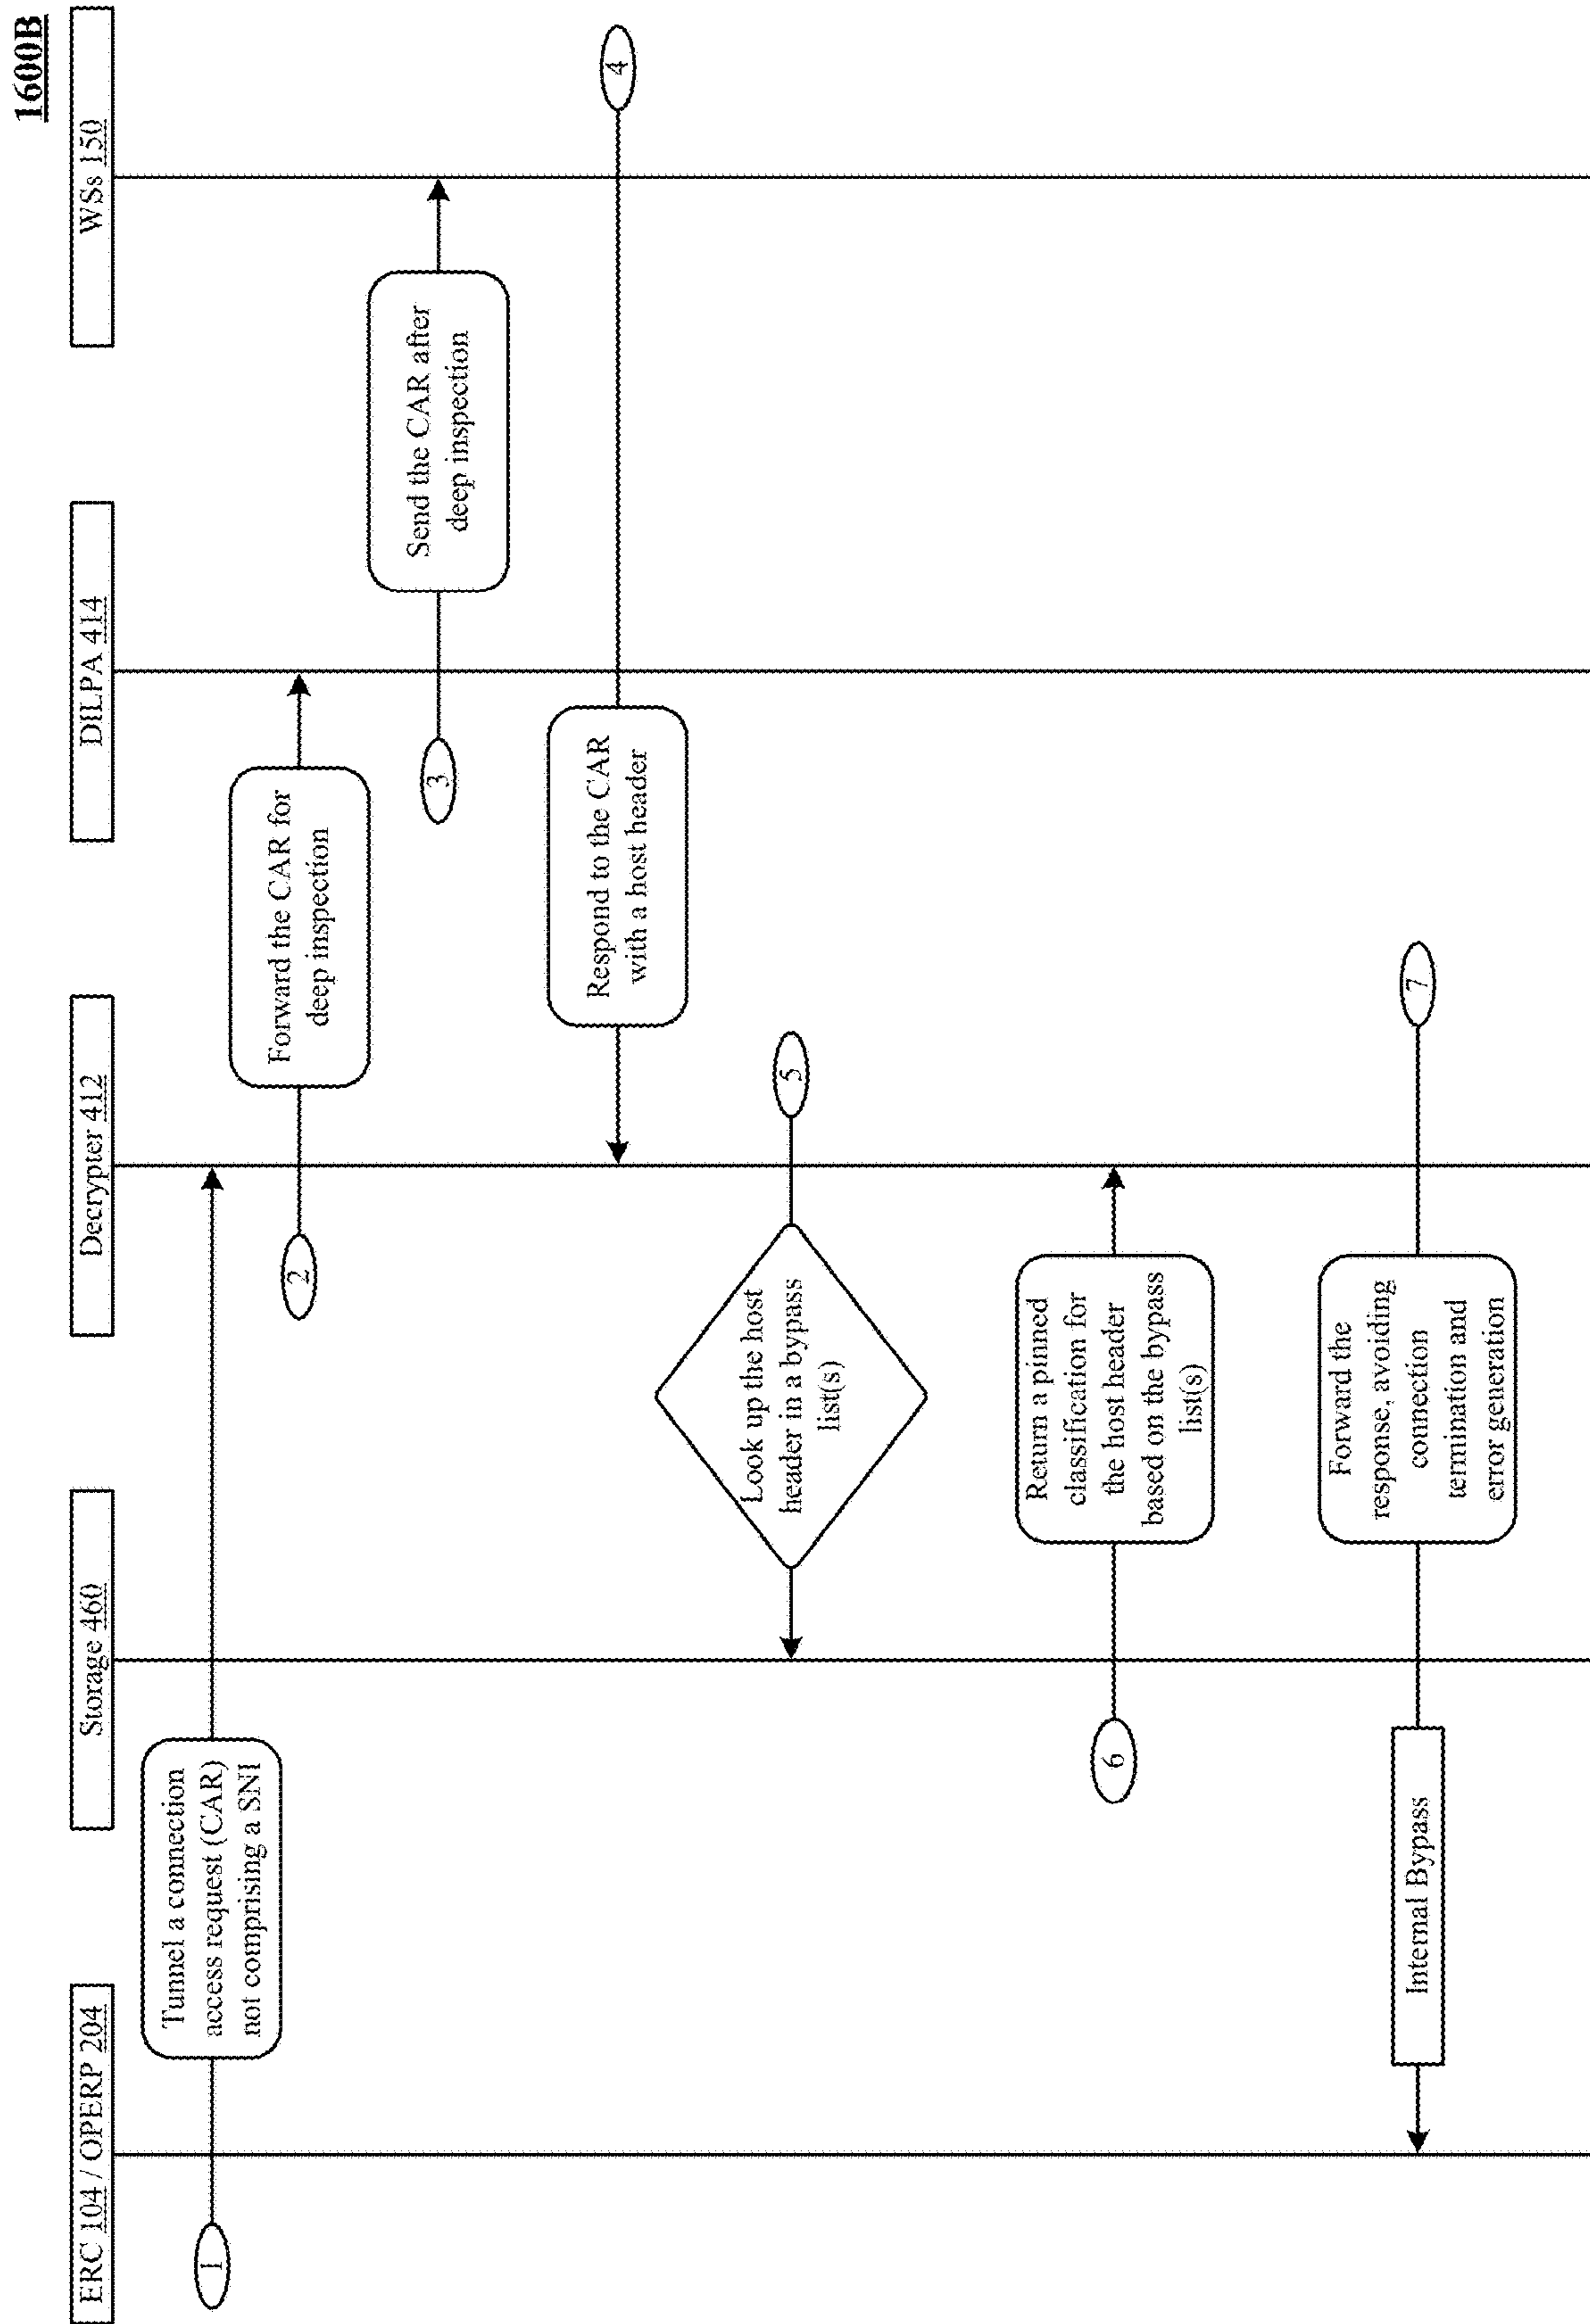 1600B
ERC 104 / OPERP 204
Storage 460
Decrypter 412
DILPA 414
WSs 150
1
Tunnel a connection
access request (CAR)
not comprising a SNI
2
Forward the CAR for
deep inspection
3
Send the CAR after
deep inspection
4
Respond to the CAR
with a host header
5
Look up the host
header in a bypass
list(s)
6
Return a pinned
classification for
the host header
based on the bypass
list(s)
7
Forward the
response, avoiding
connection
termination and
error generation
Internal Bypass